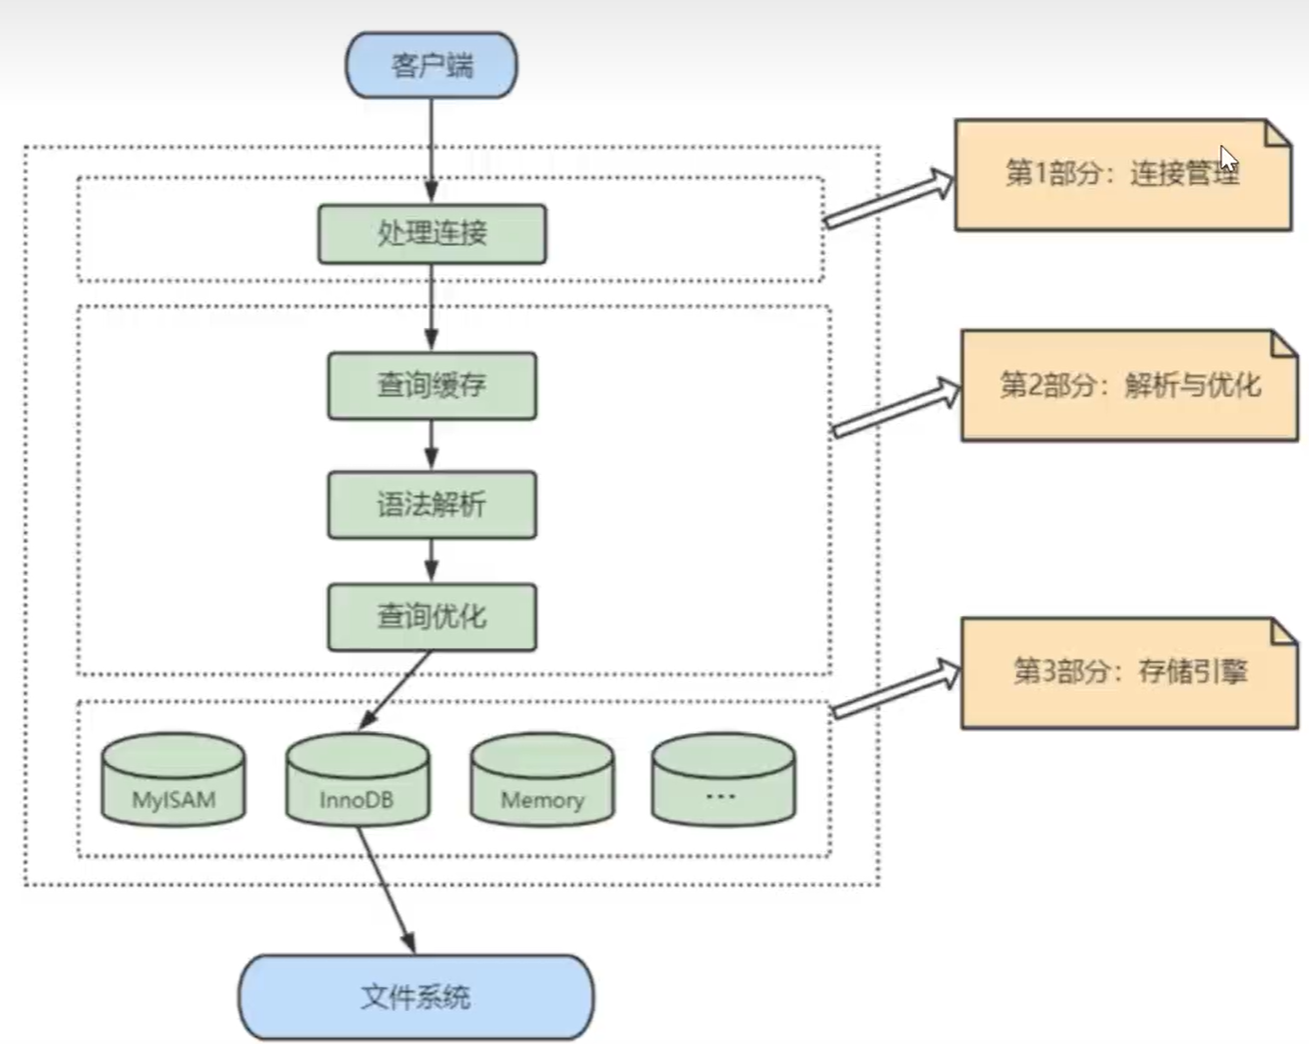 客户端
第1部分：连接管理
处理连接
查询缓存
第2部分：解析与优化
语法解析
查询优化
第3部分：存储引擎
MyISAM
InnoDB
Memory
...
文件系统